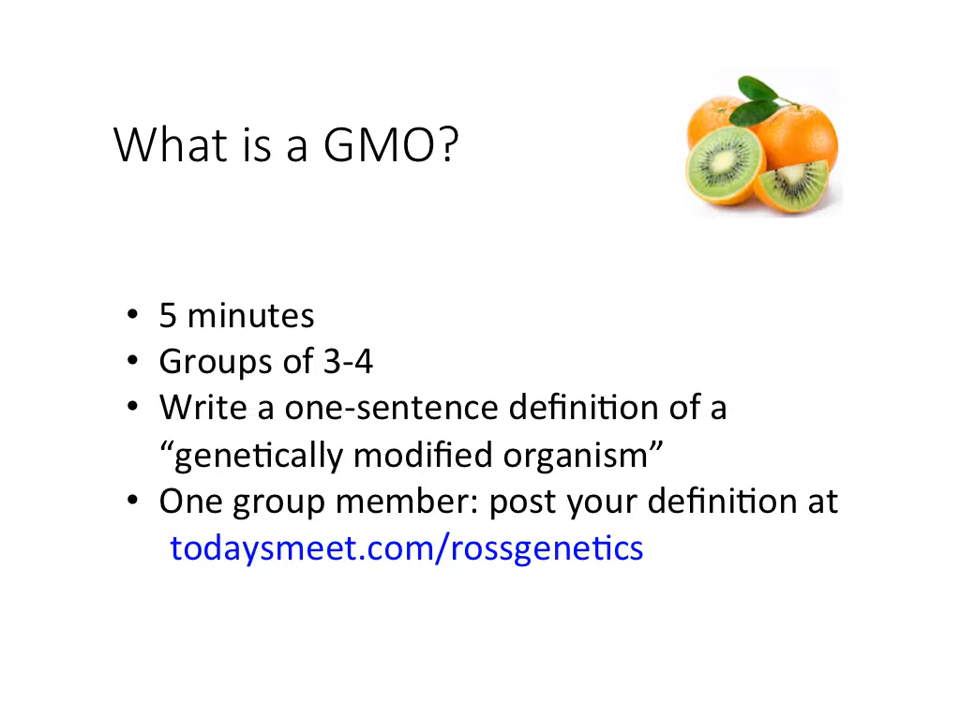 What is a GMO?
• 5 minutes
• Groups of 3-4
• Write a one-sentence definition of a
“genetically modified organism”
• One group member: post your definition at
todaysmeet.com/rossgenetics